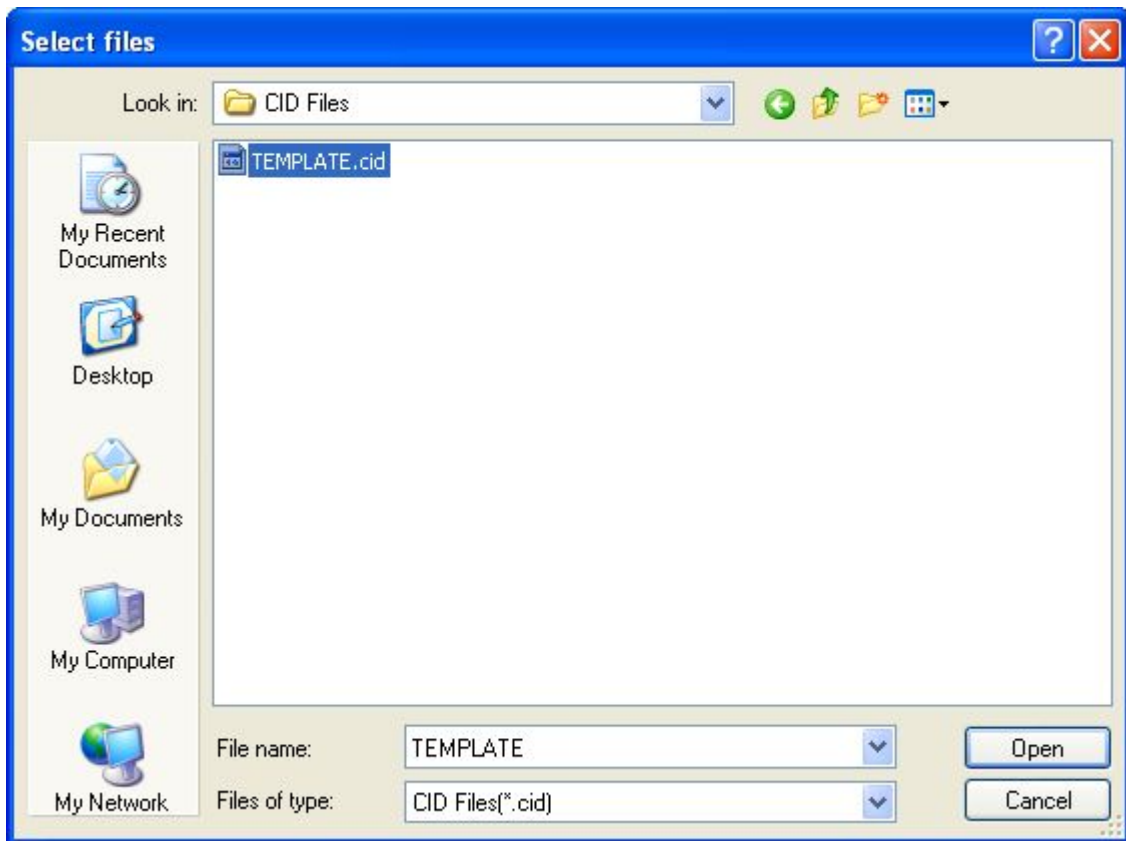 Select files
Look in:
CID Files
TEMPLATE.cid
My Recent
Documents
Desktop
My Documents
My Computer
My Network
File name:
TEMPLATE
Open
Files of type:
CID Files(*.cid)
Cancel